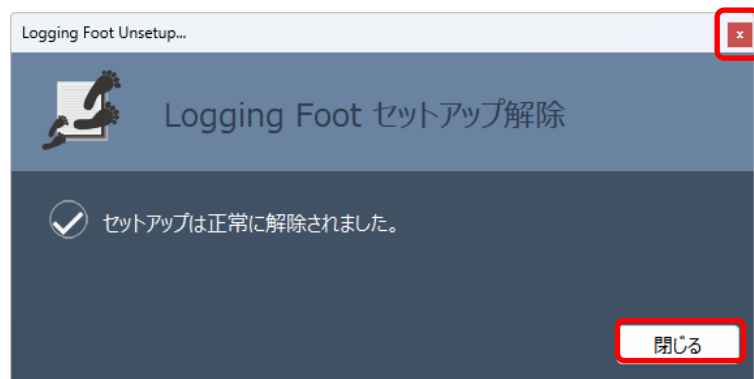 Logging Foot Unsetup...
x
Logging Foot セットアップ解除
セットアップは正常に解除されました。
閉じる